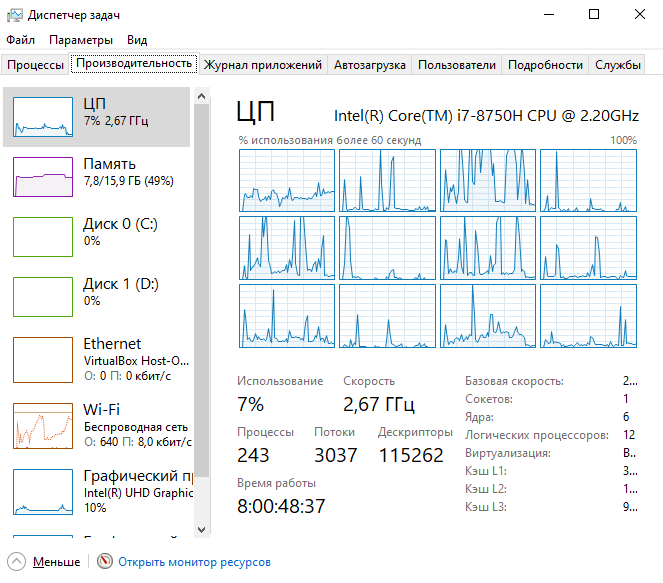 Диспетчер задач
Файл Параметры Вид
Процессы Производительность Журнал приложений Автозагрузка Пользователи Подробности Службы
ЦП
7% 2,67 ГГц
Память
7,8/15,9 ГБ (49%)
Диск 0 (C:)
0%
Диск 1 (D:)
0%
Ethernet
VirtualBox Host-O...
О: 0 П: 0 кбит/с
Wi-Fi
Беспроводная сеть
О: 640 П: 8,0 кбит/с
Графический п
Intel(R) UHD Graphic
10%
ЦП Intel(R) Core(TM) i7-8750H CPU @ 2.20GHz
% использования более 60 секунд 100%
Использование Скорость
7% 2,67 ГГц
Процессы Потоки Дескрипторы
243 3037 115262
Время работы
8:00:48:37
Базовая скорость: 2...
Сокетов: 1
Ядра: 6
Логических процессоров: 12
Виртуализация: В...
Кэш L1: 3...
Кэш L2: 1...
Кэш L3: 9...
Меньше Открыть монитор ресурсов